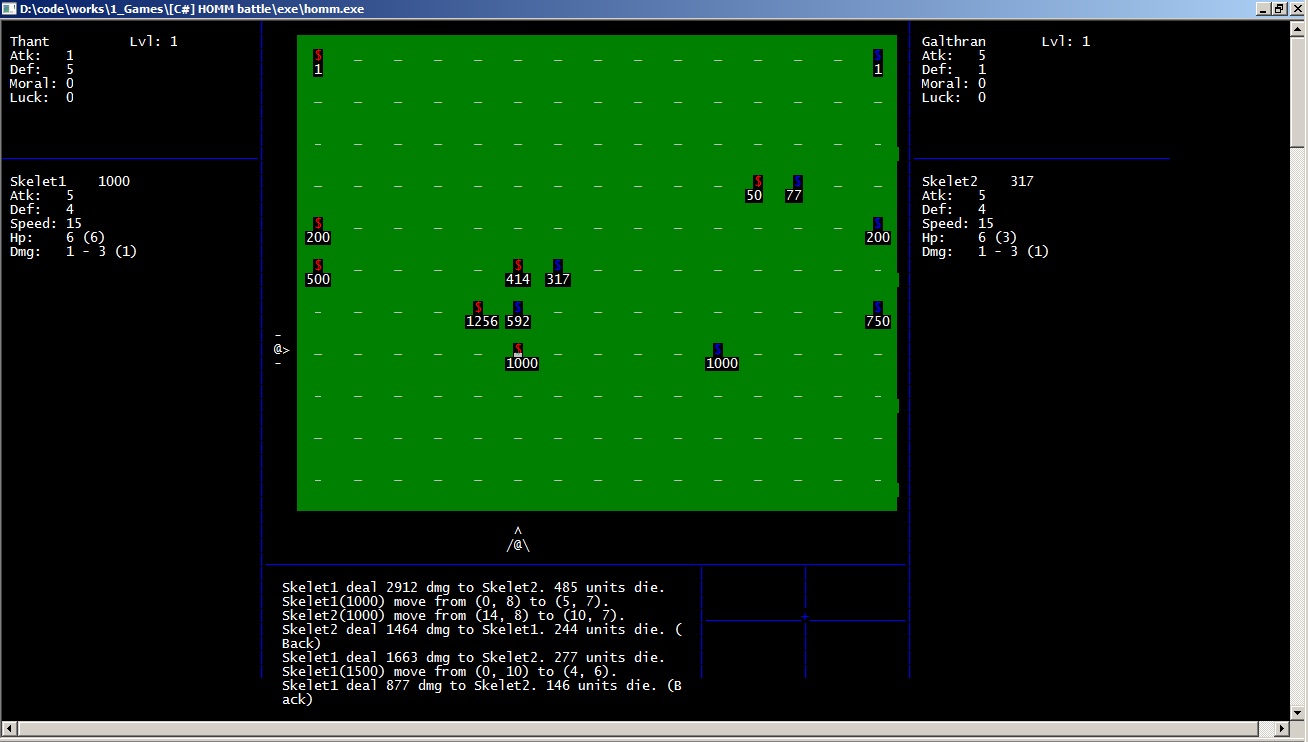 D:\code\works\1_Games\[C#] HOMM battle\exe\homm.exe
Thant Lvl: 1
Atk: 1
Def: 5
Moral: 0
Luck: 0
Skelet1 1000
Atk: 5
Def: 4
Speed: 15
Hp: 6 (6)
Dmg: 1 - 3 (1)
$ _ _ _ _ _ _ _ _ _ _ _ _ _ $
1 1
_ _ _ _ _ _ _ _ _ _ _ _ _ _ _
_ _ _ _ _ _ _ _ _ _ _ _ _ _ _
_ _ _ _ _ _ _ _ _ _ _ $ $ _ _
50 77
$ _ _ _ _ _ _ _ _ _ _ _ _ _ $
200 200
$ _ _ _ _ $ $ _ _ _ _ _ _ _ _
500 414 317
_ _ _ _ $ $ _ _ _ _ _ _ _ _ $
1256 592 750
-
@> _ _ _ _ _ $ _ _ _ _ $ _ _ _ _
-
1000 1000
_ _ _ _ _ _ _ _ _ _ _ _ _ _ _
_ _ _ _ _ _ _ _ _ _ _ _ _ _ _
_ _ _ _ _ _ _ _ _ _ _ _ _ _ _
^
/@\
Skelet1 deal 2912 dmg to Skelet2. 485 units die.
Skelet1(1000) move from (0, 8) to (5, 7).
Skelet2(1000) move from (14, 8) to (10, 7).
Skelet2 deal 1464 dmg to Skelet1. 244 units die. (
Back)
Skelet1 deal 1663 dmg to Skelet2. 277 units die.
Skelet1(1500) move from (0, 10) to (4, 6).
Skelet1 deal 877 dmg to Skelet2. 146 units die. (B
ack)
Galthran Lvl: 1
Atk: 5
Def: 1
Moral: 0
Luck: 0
Skelet2 317
Atk: 5
Def: 4
Speed: 15
Hp: 6 (3)
Dmg: 1 - 3 (1)